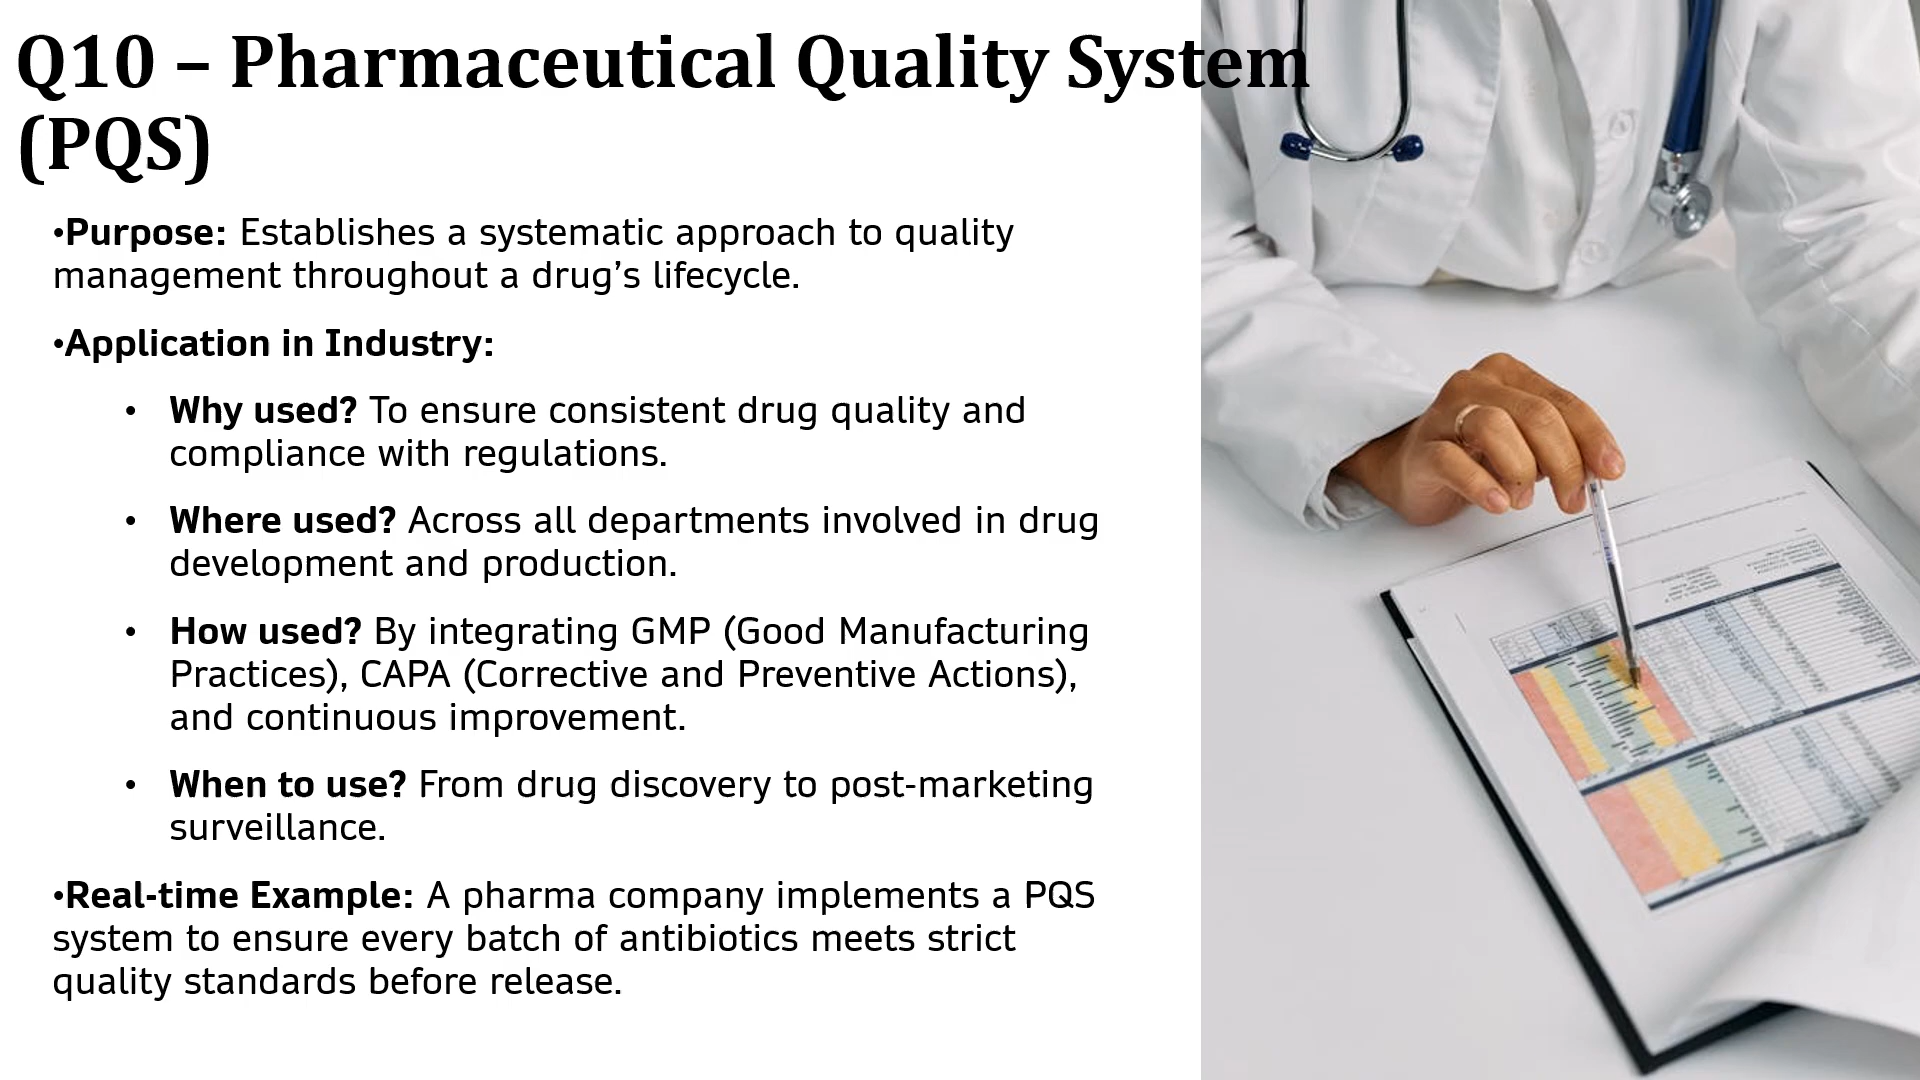 Q10 – Pharmaceutical Quality System
(PQS)
•Purpose: Establishes a systematic approach to quality
management throughout a drug’s lifecycle.
•Application in Industry:
• Why used? To ensure consistent drug quality and
compliance with regulations.
• Where used? Across all departments involved in drug
development and production.
• How used? By integrating GMP (Good Manufacturing
Practices), CAPA (Corrective and Preventive Actions),
and continuous improvement.
• When to use? From drug discovery to post-marketing
surveillance.
•Real-time Example: A pharma company implements a PQS
system to ensure every batch of antibiotics meets strict
quality standards before release.